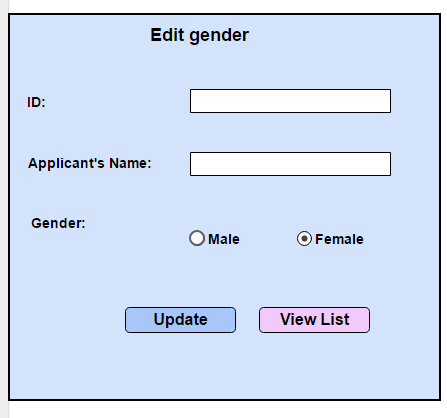 Edit gender
ID:
Applicant's Name:
Gender:
Male Female
Update View List